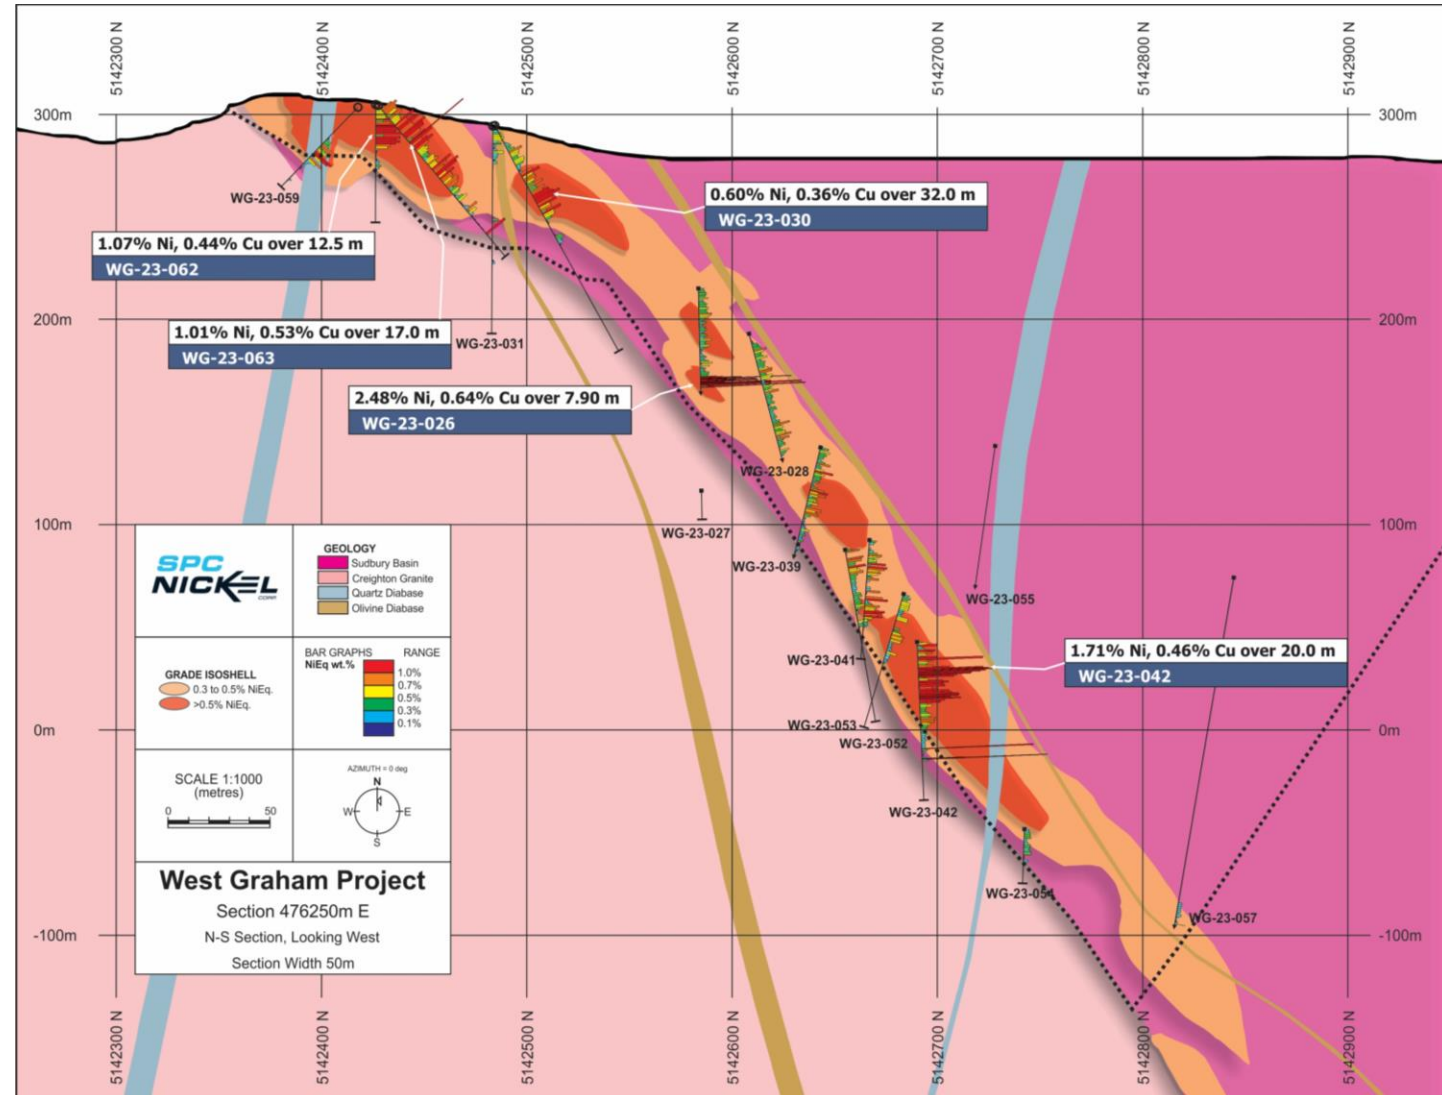 5142300 N
5142400 N
5142500 N
5142600 N
5142700 N
5142800 N
5142900 N
300m
300m
WG-23-059
0.60% Ni, 0.36% Cu over 32.0 m
WG-23-030
1.07% Ni, 0.44% Cu over 12.5 m
WG-23-062
200m
200m
1.01% Ni, 0.53% Cu over 17.0 m
WG-23-063
WG-23-031
2.48% Ni, 0.64% Cu over 7.90 m
WG-23-026
WG-23-028
100m
100m
WG-23-027
WG-23-039
WG-23-055
WG-23-041
1.71% Ni, 0.46% Cu over 20.0 m
WG-23-042
WG-23-053
0m
0m
WG-23-052
WG-23-042
WG-23-054
WG-23-057
-100m
-100m
SPC
NICKEL
CORP.
GEOLOGY
Sudbury Basin
Creighton Granite
Quartz Diabase
Olivine Diabase
GRADE ISOSHELL
0.3 to 0.5% NiEq.
>0.5% NiEq.
BAR GRAPHS RANGE
NiEq wt.%
1.0%
0.7%
0.5%
0.3%
0.1%
SCALE 1:1000
(metres)
0 50
AZIMUTH = 0 deg
N
W E
S
West Graham Project
Section 476250m E
N-S Section, Looking West
Section Width 50m
5142300 N
5142400 N
5142500 N
5142600 N
5142700 N
5142800 N
5142900 N